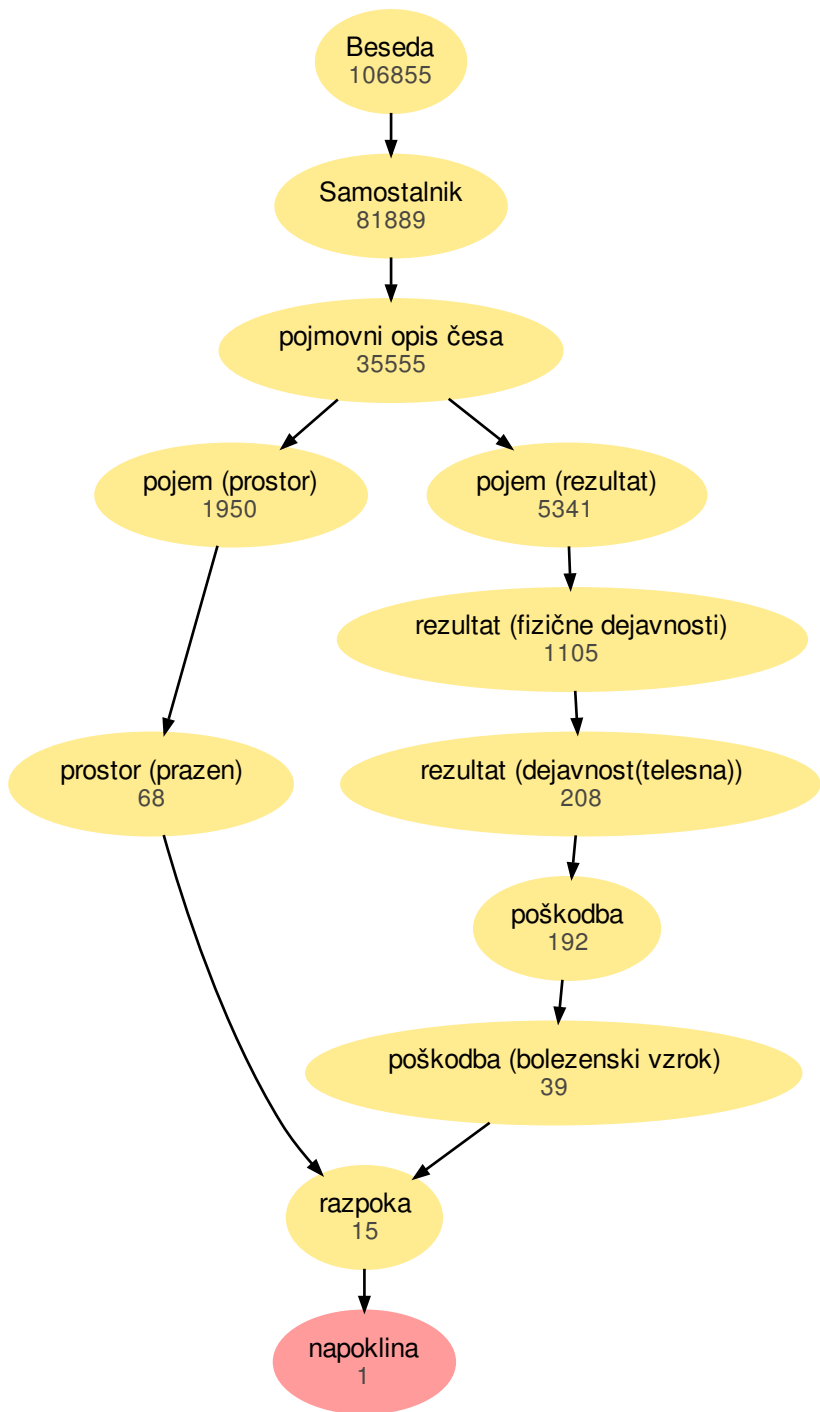 Beseda
106855
Samostalnik
81889
pojmovni opis česa
35555
pojem (prostor)
1950
pojem (rezultat)
5341
rezultat (fizične dejavnosti)
1105
prostor (prazen)
68
rezultat (dejavnost(telesna))
208
poškodba
192
poškodba (bolezenski vzrok)
39
razpoka
15
napoklina
1